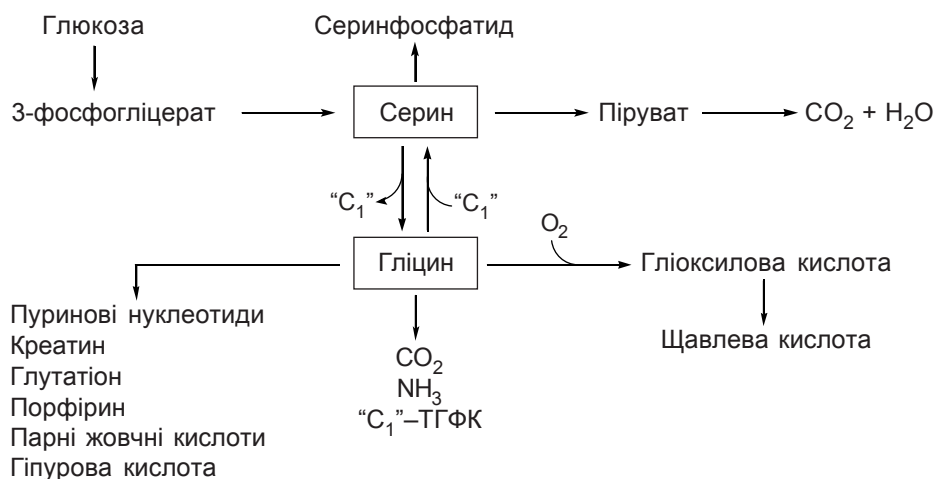 Глюкоза
Серинфосфатид
3-фосфогліцерат
Серин
Піруват
CO2 + H2O
“C1”
“C1”
O2
Гліцин
Гліоксилова кислота
Пуринові нуклеотиди
Креатин
Глутатіон
Порфірин
Парні жовчні кислоти
Гіпурова кислота
CO2
NH3
“C1”–ТГФК
Щавлева кислота